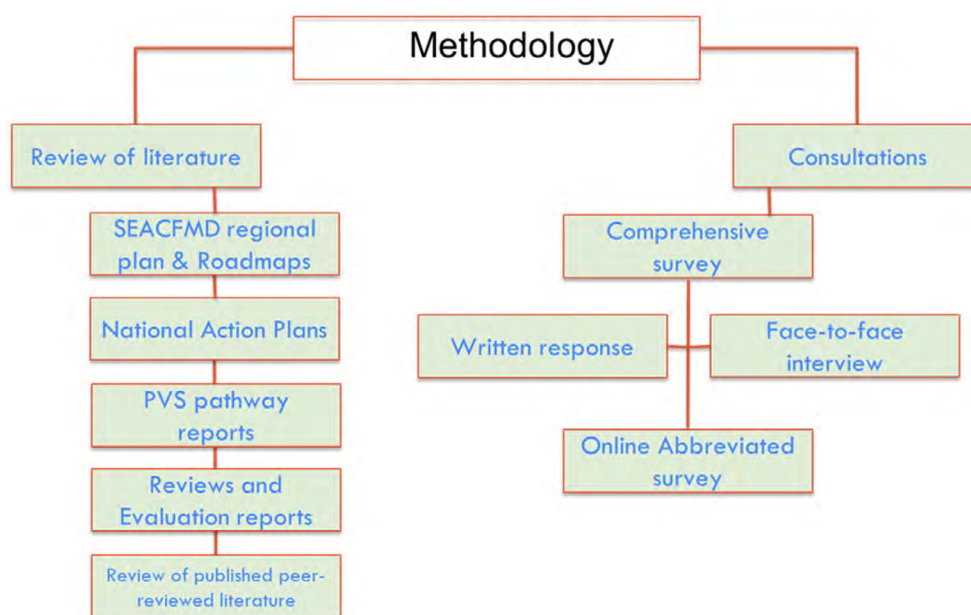 Methodology
Review of literature
SEACFMD regional
plan & Roadmaps
National Action Plans
PVS pathway
reports
Reviews and
Evaluation reports
Review of published peer-
reviewed literature
Consultations
Comprehensive
survey
Written response
Face-to-face
interview
Online Abbreviated
survey